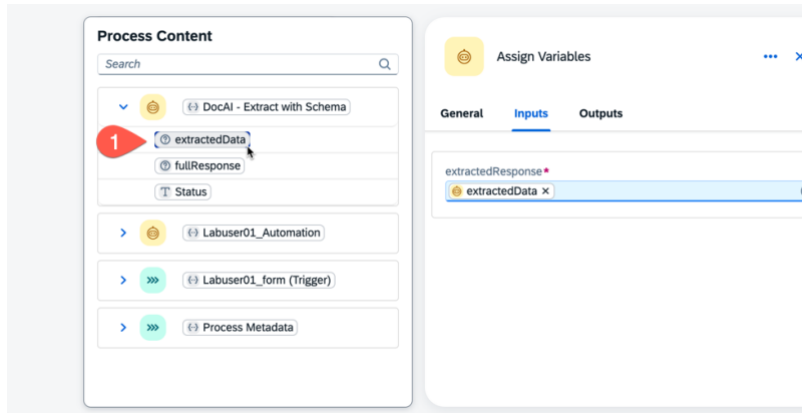 Process Content
Search
DocAI - Extract with Schema
1
extractedData
fullResponse
Status
Labuser01_Automation
Labuser01_form (Trigger)
Process Metadata
Assign Variables
General Inputs Outputs
extractedResponse*
extractedData ×